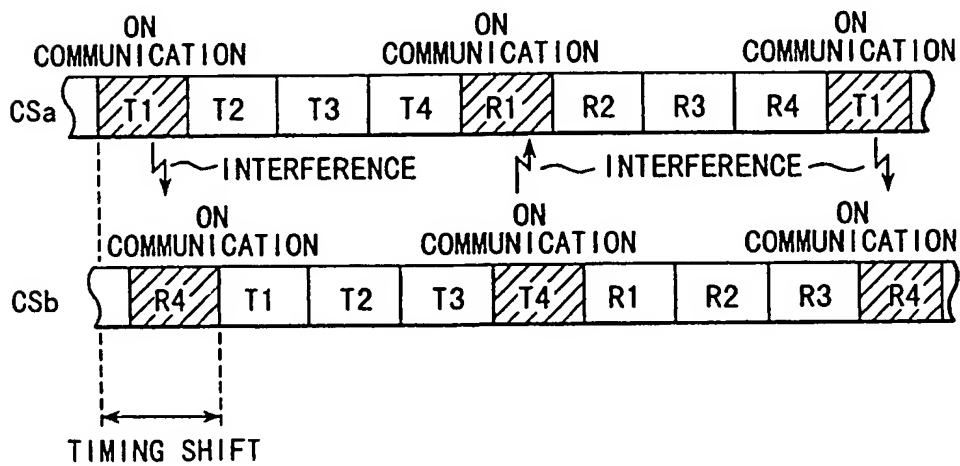 ON ON ON
COMMUNICATION COMMUNICATION COMMUNICATION
CSa T1 T2 T3 T4 R1 R2 R3 R4 T1
INTERFERENCE INTERFERENCE
ON ON ON
COMMUNICATION COMMUNICATION COMMUNICATION
CSb R4 T1 T2 T3 T4 R1 R2 R3 R4
TIMING SHIFT